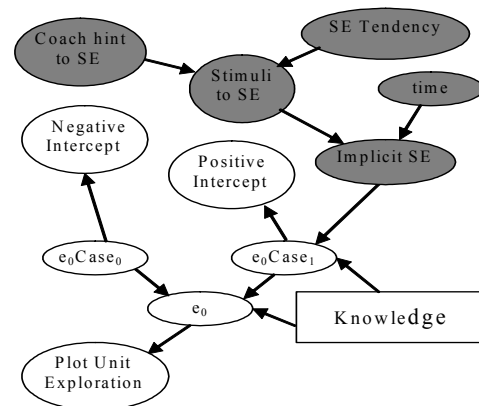 Coach hint
to SE
SE Tendency
Stimuli
to SE
time
Negative
Intercept
Positive
Intercept
Implicit SE
e₀Case₀
e₀Case₁
e₀
Knowledge
Plot Unit
Exploration